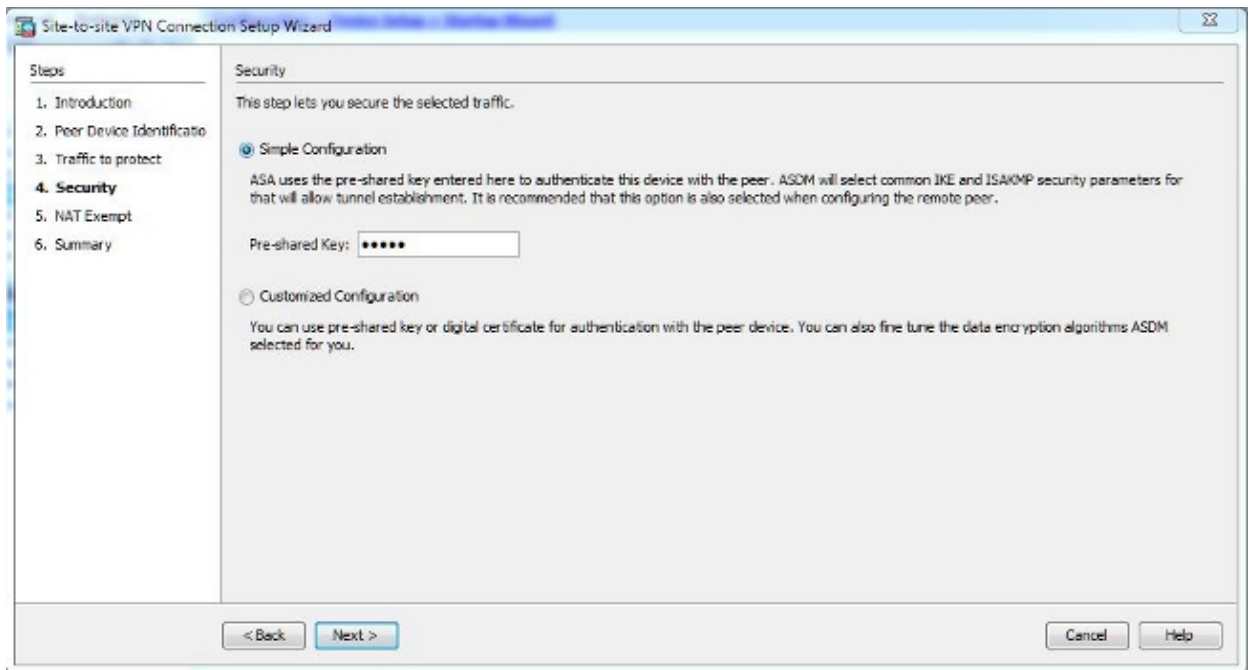 Site-to-site VPN Connection Setup Wizard
Steps
1. Introduction
2. Peer Device Identificatio
3. Traffic to protect
4. Security
5. NAT Exempt
6. Summary
Security
This step lets you secure the selected traffic.
Simple Configuration
ASA uses the pre-shared key entered here to authenticate this device with the peer. ASDM will select common IKE and ISAKMP security parameters for
that will allow tunnel establishment. It is recommended that this option is also selected when configuring the remote peer.
Pre-shared Key: •••••
Customized Configuration
You can use pre-shared key or digital certificate for authentication with the peer device. You can also fine tune the data encryption algorithms ASDM
selected for you.
< Back
Next >
Cancel
Help